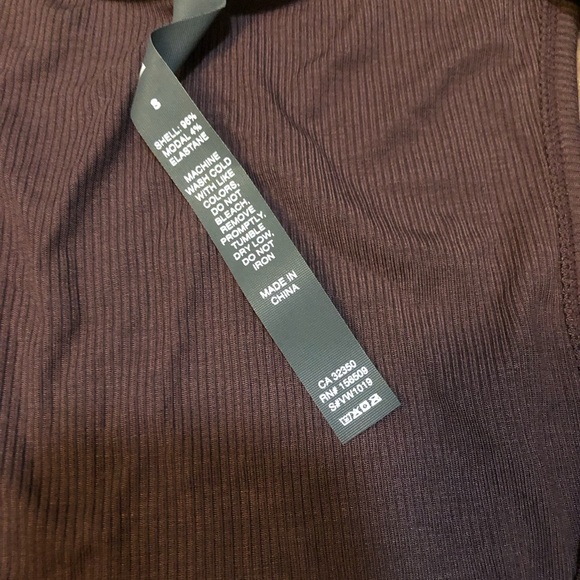 S
SHELL: 96%
MODAL 4%
ELASTANE
MACHINE
WASH COLD
WITH LIKE
COLORS,
DO NOT
BLEACH,
REMOVE
PROMPTLY,
TUMBLE
DRY LOW,
DO NOT
IRON
MADE IN
CHINA
CA 32350
RN# 156509
S#VW1019